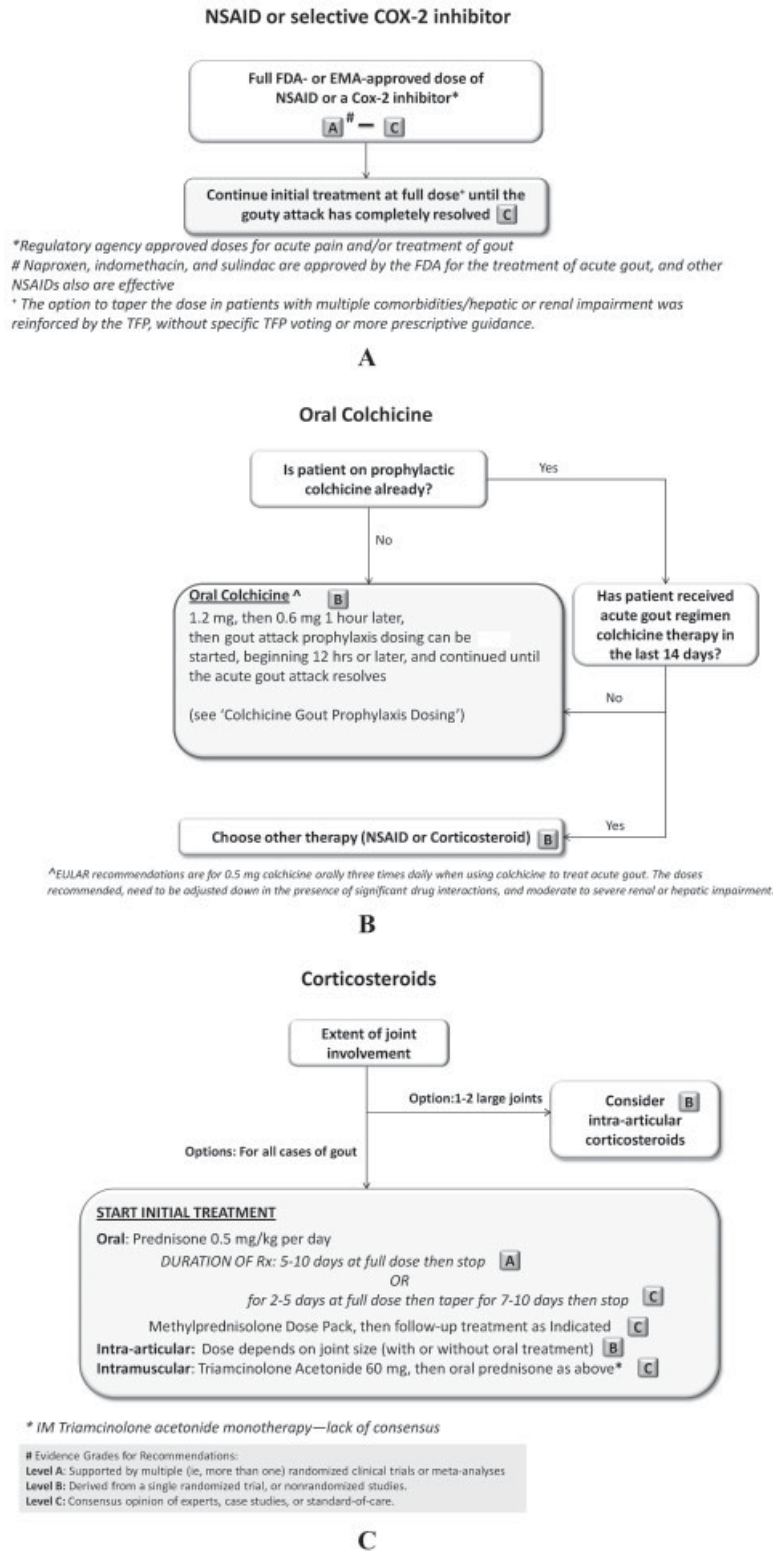 NSAID or selective COX-2 inhibitor
Full FDA- or EMA-approved dose of
NSAID or a Cox-2 inhibitor*
A # — C
Continue initial treatment at full dose⁺ until the
gouty attack has completely resolved C
*Regulatory agency approved doses for acute pain and/or treatment of gout
# Naproxen, indomethacin, and sulindac are approved by the FDA for the treatment of acute gout, and other
NSAIDs also are effective
⁺ The option to taper the dose in patients with multiple comorbidities/hepatic or renal impairment was
reinforced by the TFP, without specific TFP voting or more prescriptive guidance.
A
Oral Colchicine
Is patient on prophylactic
colchicine already?
Yes
No
Oral Colchicine ^ B
1.2 mg, then 0.6 mg 1 hour later,
then gout attack prophylaxis dosing can be
started, beginning 12 hrs or later, and continued until
the acute gout attack resolves
(see 'Colchicine Gout Prophylaxis Dosing')
Has patient received
acute gout regimen
colchicine therapy in
the last 14 days?
No
Yes
Choose other therapy (NSAID or Corticosteroid) B
^EULAR recommendations are for 0.5 mg colchicine orally three times daily when using colchicine to treat acute gout. The doses
recommended, need to be adjusted down in the presence of significant drug interactions, and moderate to severe renal or hepatic impairment.
B
Corticosteroids
Extent of joint
involvement
Option:1-2 large joints
Consider B
intra-articular
corticosteroids
Options: For all cases of gout
START INITIAL TREATMENT
Oral: Prednisone 0.5 mg/kg per day
DURATION OF Rx: 5-10 days at full dose then stop A
OR
for 2-5 days at full dose then taper for 7-10 days then stop C
Methylprednisolone Dose Pack, then follow-up treatment as Indicated C
Intra-articular: Dose depends on joint size (with or without oral treatment) B
Intramuscular: Triamcinolone Acetonide 60 mg, then oral prednisone as above* C
* IM Triamcinolone acetonide monotherapy—lack of consensus
# Evidence Grades for Recommendations:
Level A: Supported by multiple (ie, more than one) randomized clinical trials or meta-analyses
Level B: Derived from a single randomized trial, or nonrandomized studies.
Level C: Consensus opinion of experts, case studies, or standard-of-care.
C